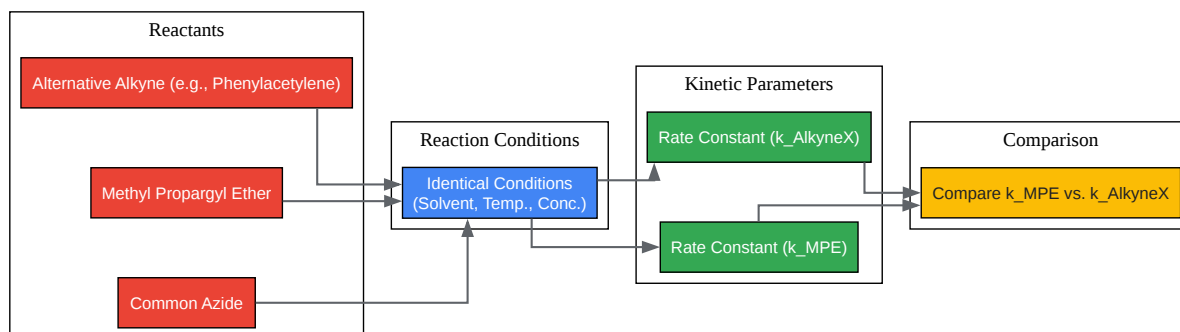 Reactants
Alternative Alkyne (e.g., Phenylacetylene)
Methyl Propargyl Ether
Common Azide
Reaction Conditions
Identical Conditions
(Solvent, Temp., Conc.)
Kinetic Parameters
Rate Constant (k_AlkyneX)
Rate Constant (k_MPE)
Comparison
Compare k_MPE vs. k_AlkyneX